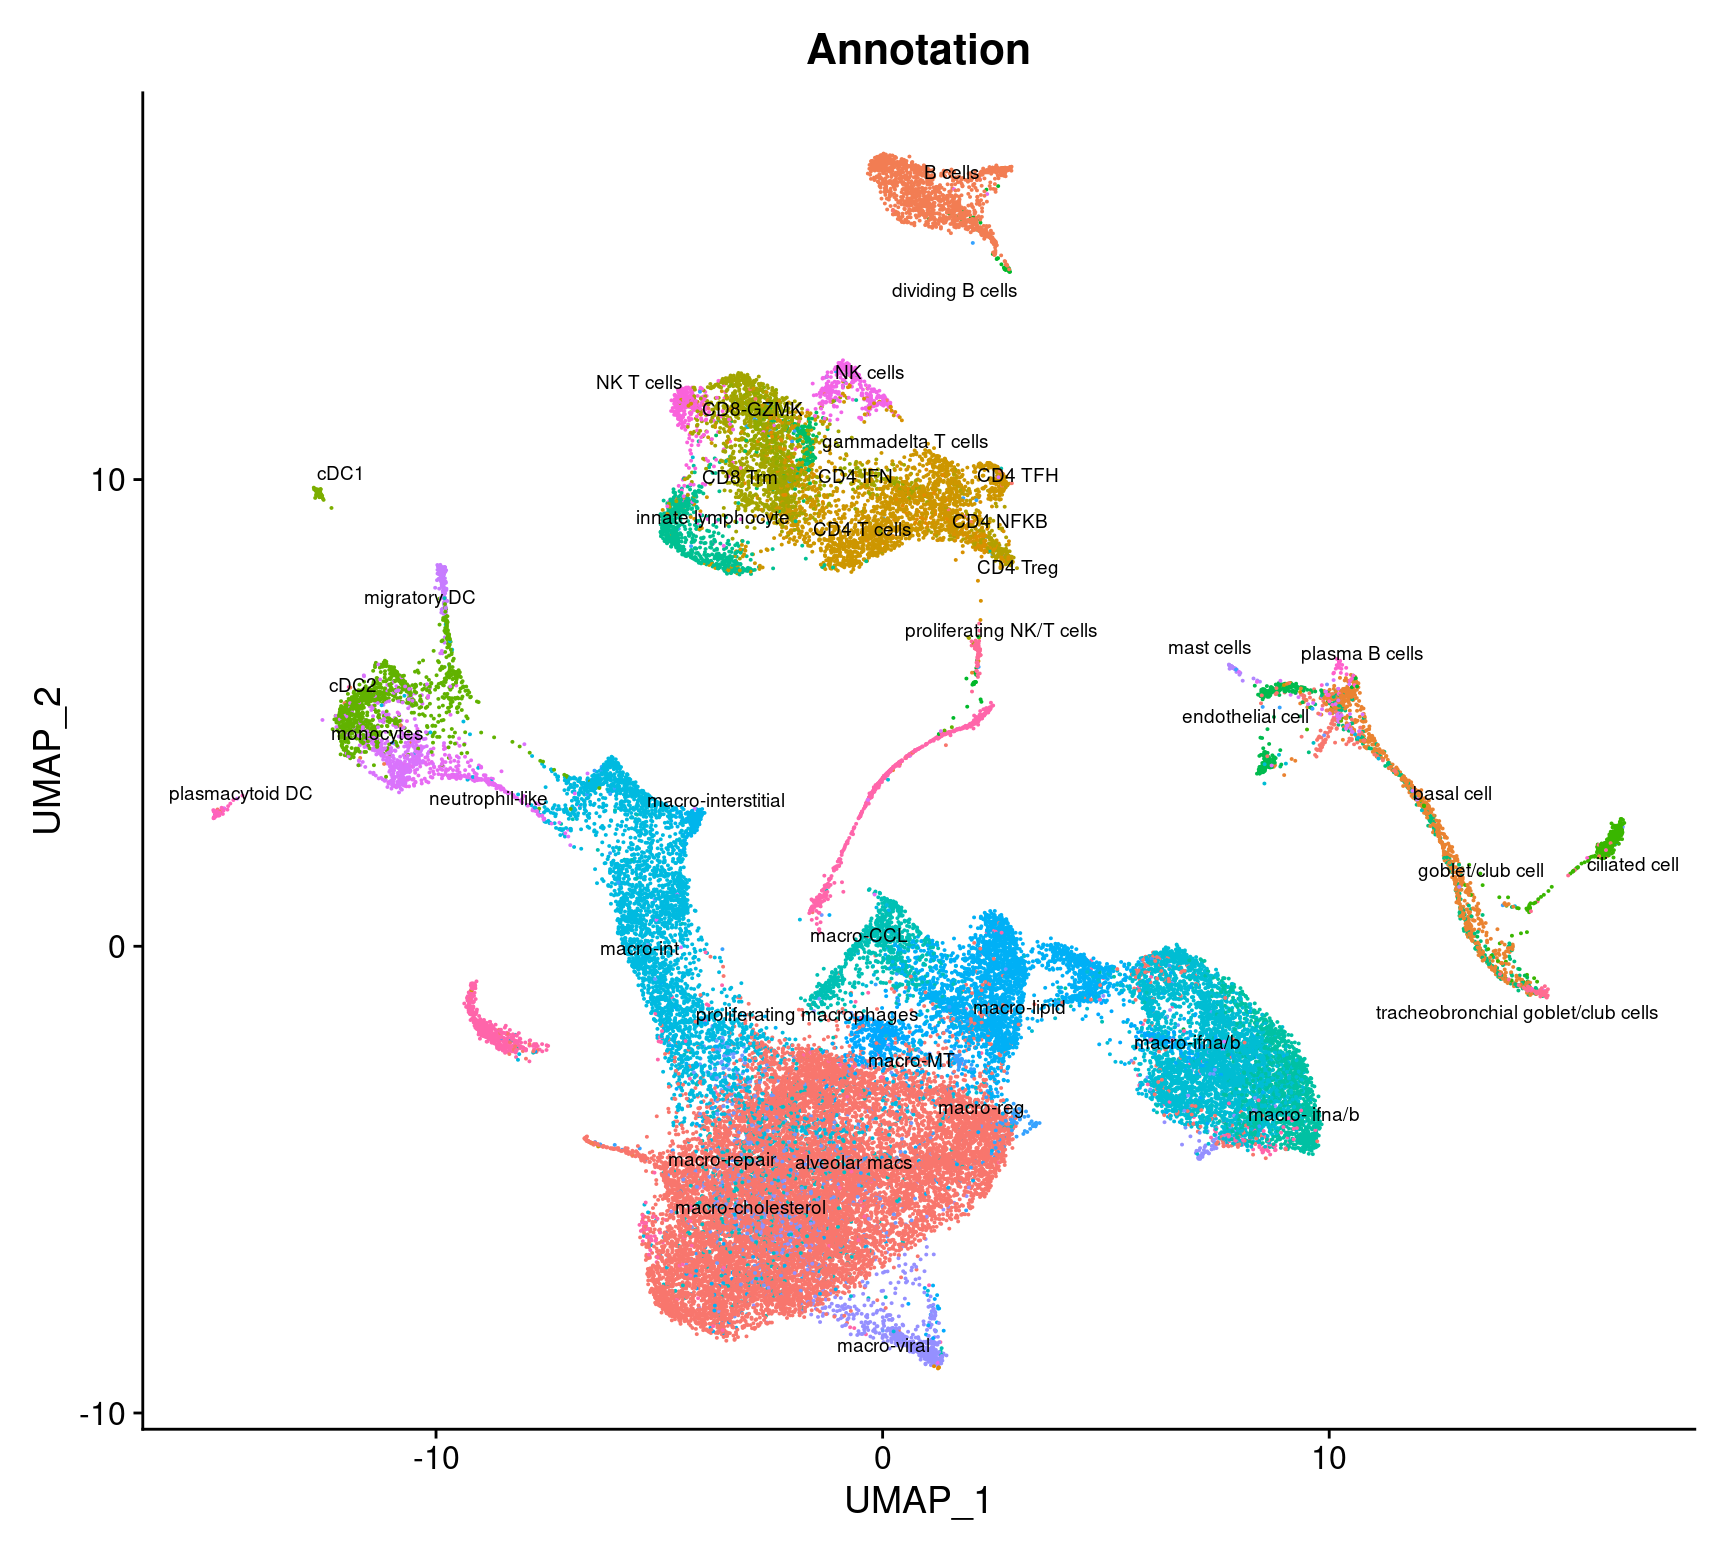 Annotation
B cells
dividing B cells
NK cells
NK T cells
CD8-GZMK
gammadelta T cells
cDC1
CD8 Trm
CD4 IFN
CD4 TFH
innate lymphocyte
CD4 T cells
CD4 NFKB
CD4 Treg
migratory DC
proliferating NK/T cells
mast cells
plasma B cells
cDC2
endothelial cell
monocytes
plasmacytoid DC
neutrophil-like
macro-interstitial
basal cell
goblet/club cell
ciliated cell
macro-CCL
macro-int
macro-lipid
tracheobronchial goblet/club cells
proliferating macrophages
macro-ifna/b
macro-MT
macro-reg
macro- ifna/b
macro-repair
alveolar macs
macro-cholesterol
macro-viral
10
0
-10
UMAP_2
-10
0
10
UMAP_1